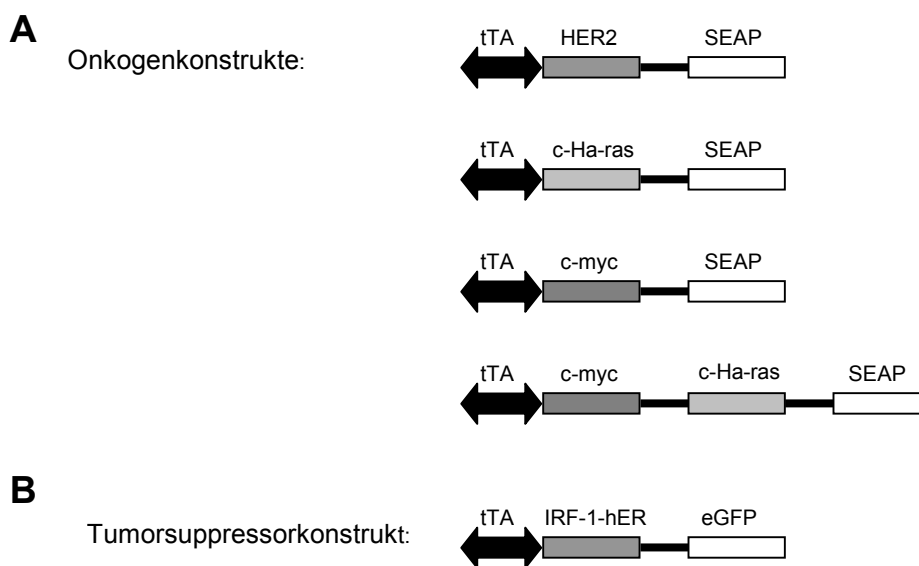 A
Onkogenkonstrukte:
tTA HER2 SEAP
tTA c-Ha-ras SEAP
tTA c-myc SEAP
tTA c-myc c-Ha-ras SEAP
B
Tumorsuppressorkonstrukt:
tTA IRF-1-hER eGFP